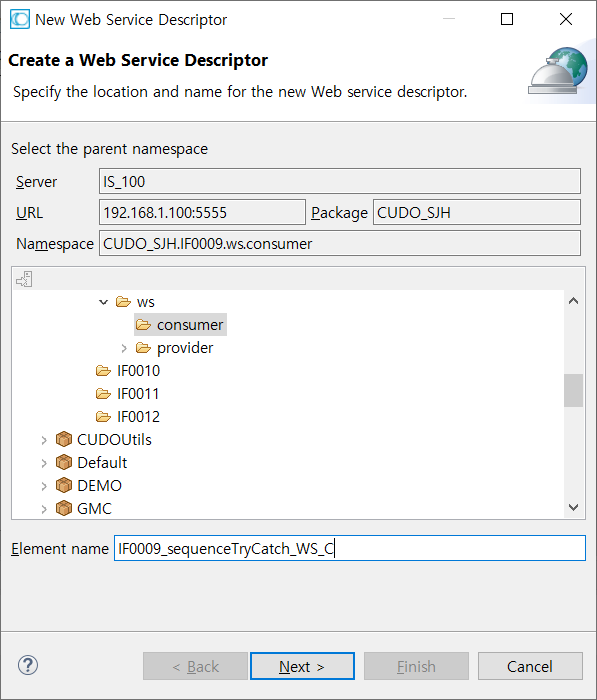 New Web Service Descriptor
Create a Web Service Descriptor
Specify the location and name for the new Web service descriptor.
Select the parent namespace
Server IS_100
URL 192.168.1.100:5555 Package CUDO_SJH
Namespace CUDO_SJH.IF0009.ws.consumer
ws
consumer
provider
IF0010
IF0011
IF0012
CUDOUtils
Default
DEMO
GMC
Element name IF0009_sequenceTryCatch_WS_C
< Back Next > Finish Cancel